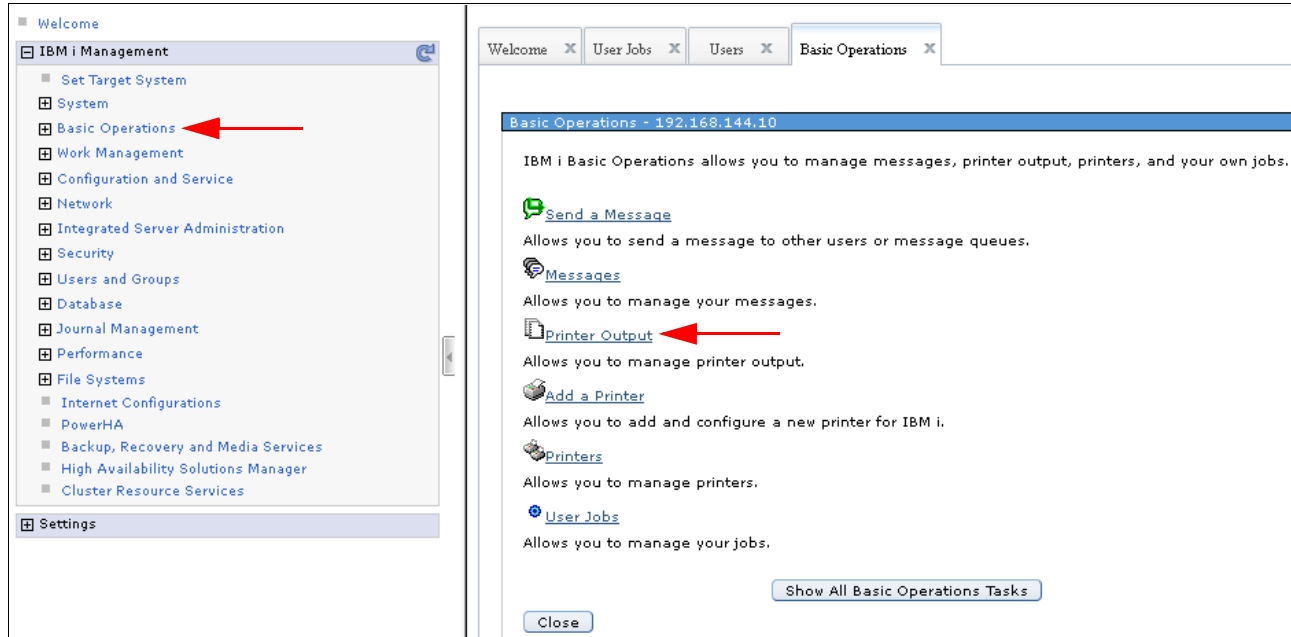 Welcome
IBM i Management
Set Target System
System
Basic Operations
Work Management
Configuration and Service
Network
Integrated Server Administration
Security
Users and Groups
Database
Journal Management
Performance
File Systems
Internet Configurations
PowerHA
Backup, Recovery and Media Services
High Availability Solutions Manager
Cluster Resource Services
Settings
Welcome X User Jobs X Users X Basic Operations X
Basic Operations - 192.168.144.10
IBM i Basic Operations allows you to manage messages, printer output, printers, and your own jobs.
Send a Message
Allows you to send a message to other users or message queues.
Messages
Allows you to manage your messages.
Printer Output
Allows you to manage printer output.
Add a Printer
Allows you to add and configure a new printer for IBM i.
Printers
Allows you to manage printers.
User Jobs
Allows you to manage your jobs.
Show All Basic Operations Tasks
Close